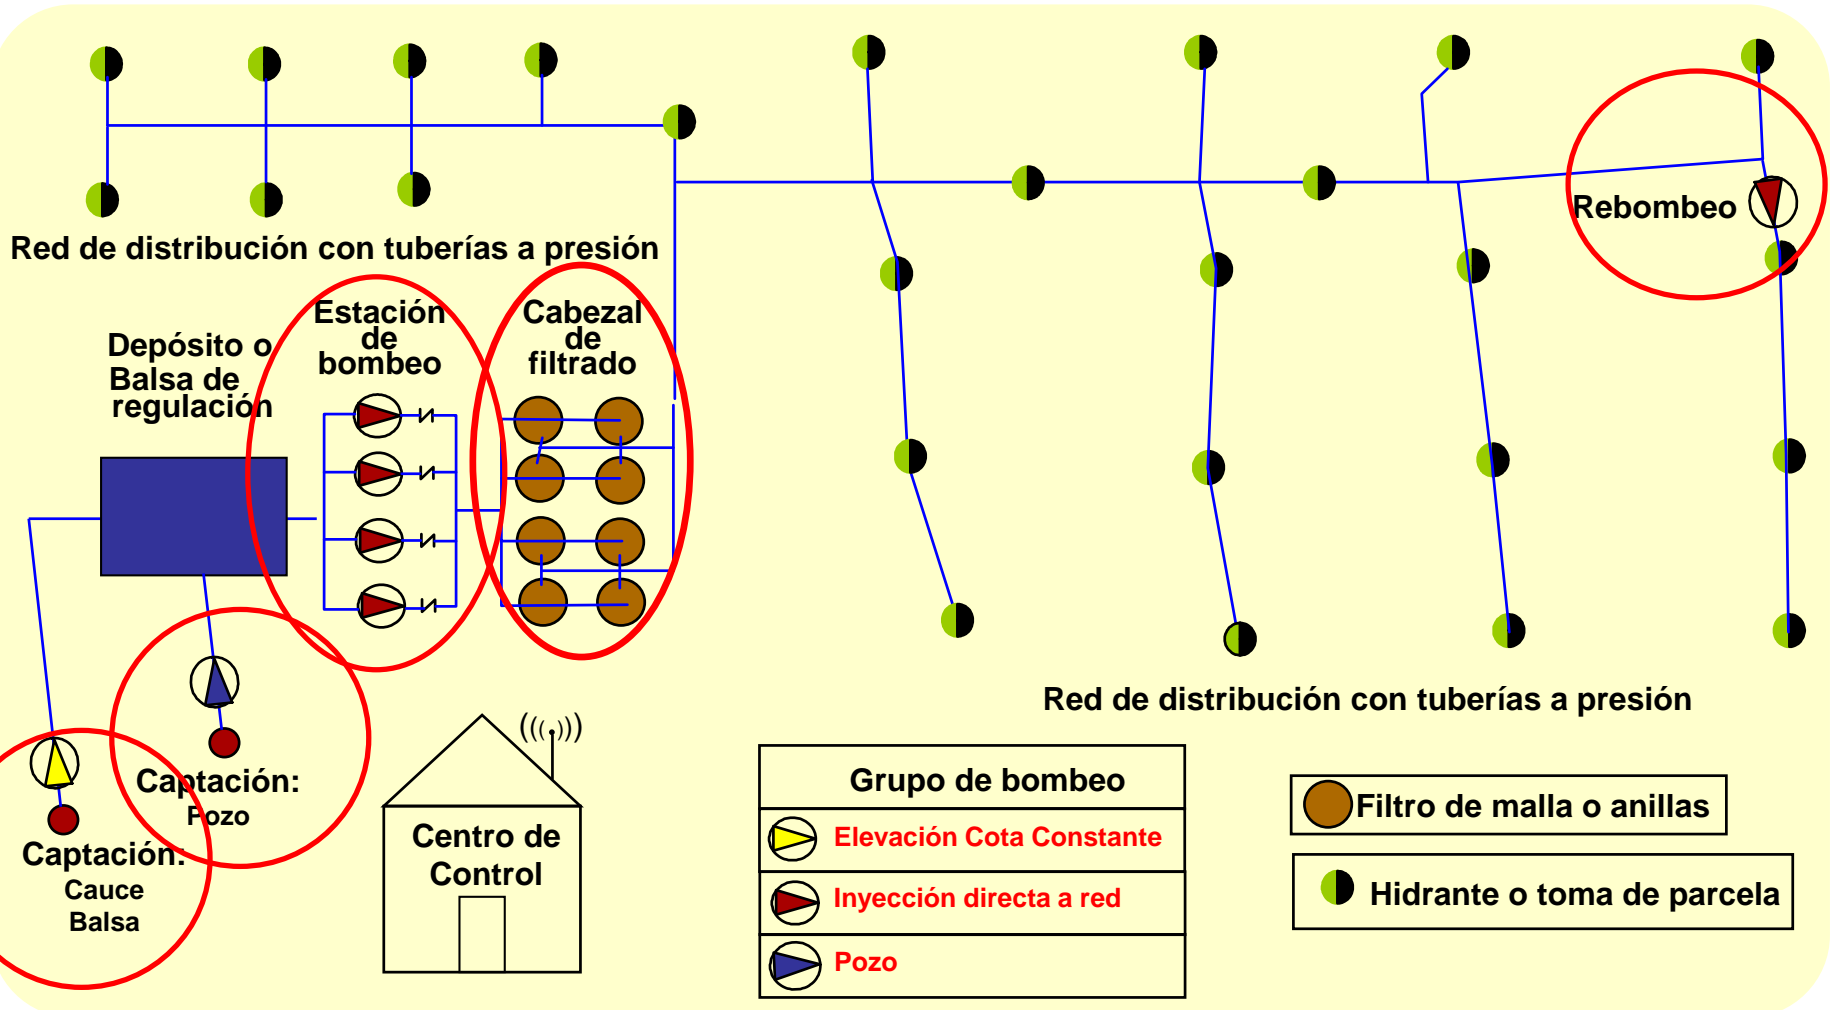 Rebombeo
Red de distribución con tuberías a presión
Estación
de
bombeo
Cabezal
de
filtrado
Depósito o
Balsa de
regulación
Red de distribución con tuberías a presión
Captación:
Pozo
Captación:
Cauce
Balsa
Centro de
Control
Grupo de bombeo
Elevación Cota Constante
Inyección directa a red
Pozo
Filtro de malla o anillas
Hidrante o toma de parcela